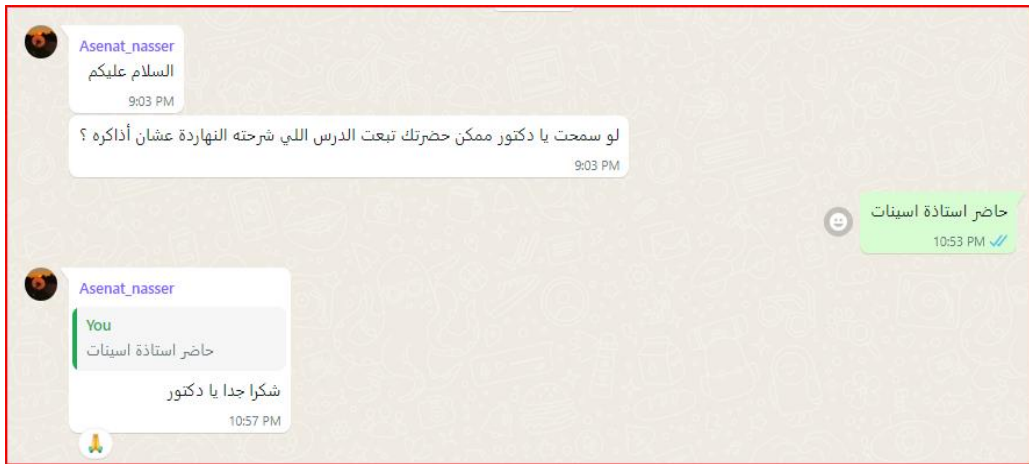 Asenat_nasser
السلام عليكم
9:03 PM
لو سمحت يا دكتور ممكن حضرتك تبعت الدرس اللي شرحته النهاردة عشان أذاكره ؟
9:03 PM
حاضر استاذة اسينات
10:53 PM
Asenat_nasser
You
حاضر استاذة اسينات
شكرا جدا يا دكتور
10:57 PM